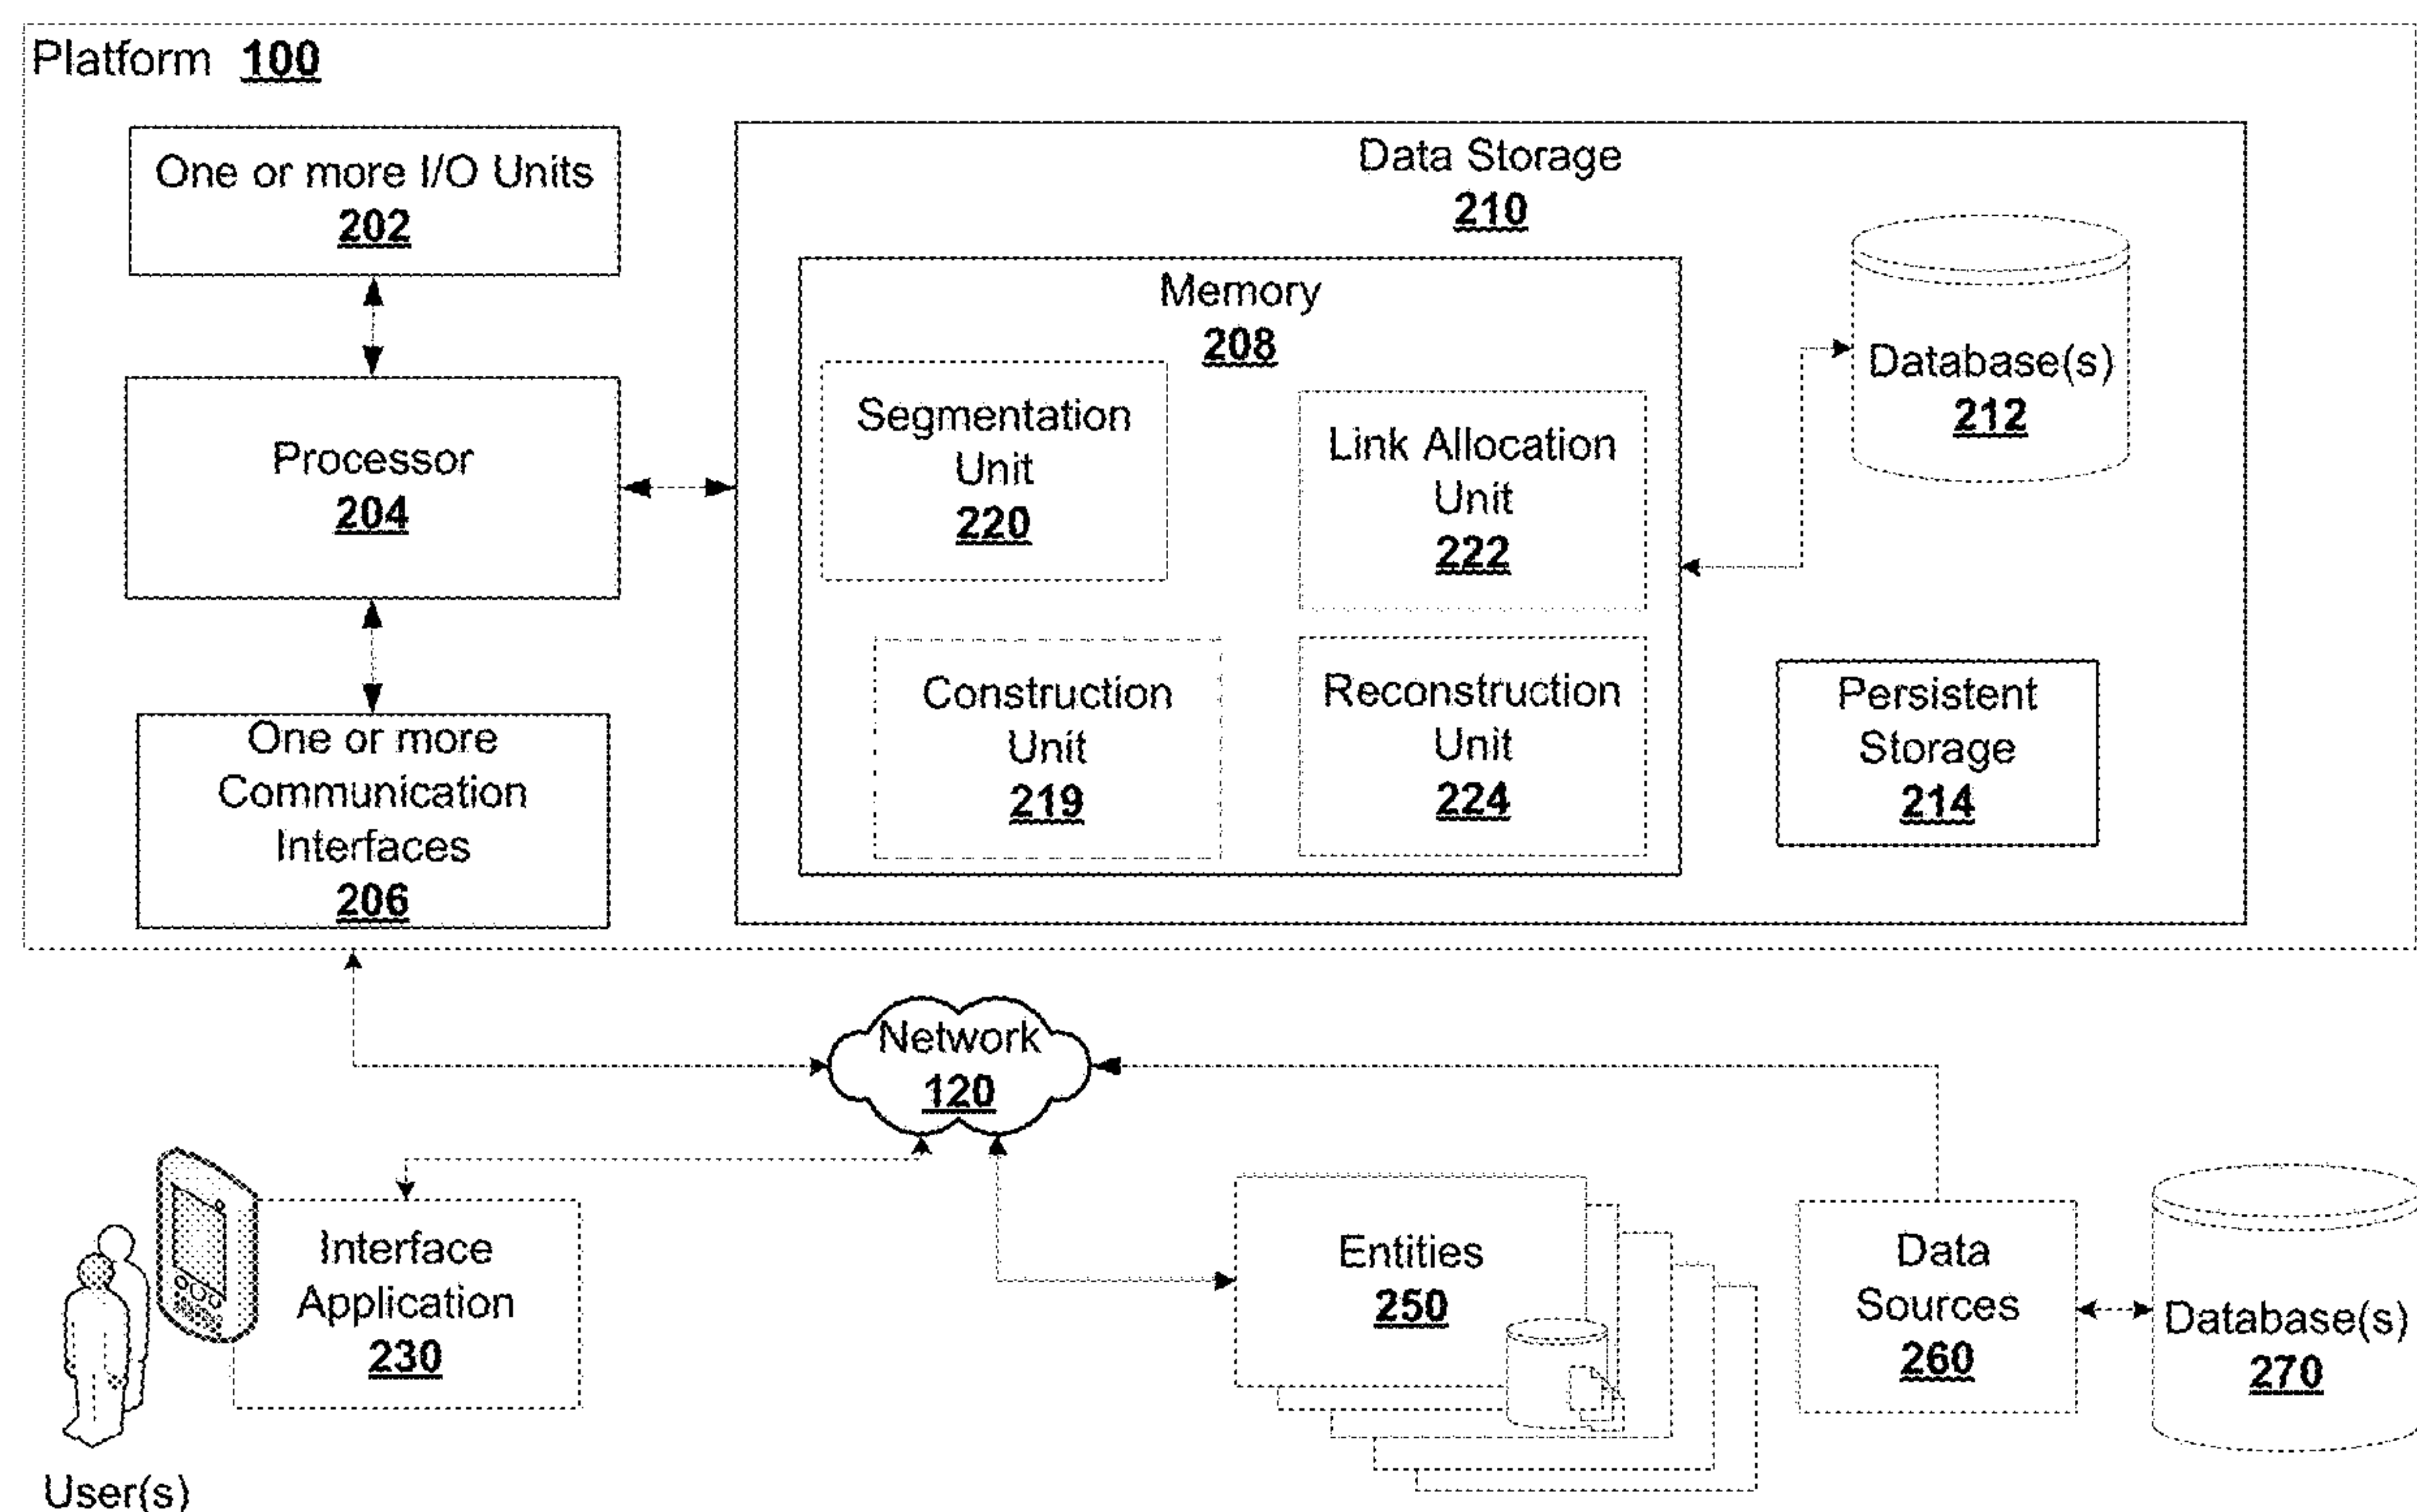 Platform 100
One or more I/O Units
202
Processor
204
One or more
Communication
Interfaces
206
Data Storage
210
Memory
208
Segmentation
Unit
220
Link Allocation
Unit
222
Construction
Unit
219
Reconstruction
Unit
224
Database(s)
212
Persistent
Storage
214
Network
120
Interface
Application
230
User(s)
Entities
250
Data
Sources
260
Database(s)
270